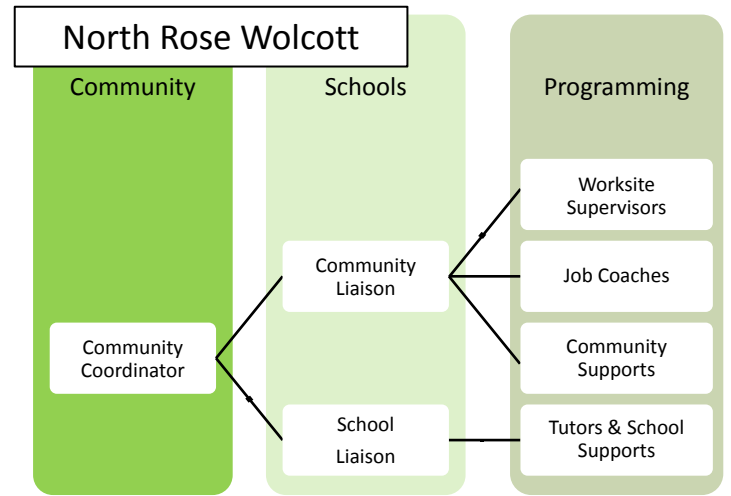 North Rose Wolcott
Community
Schools
Programming
Worksite
Supervisors
Community
Liaison
Job Coaches
Community
Coordinator
Community
Supports
School
Liaison
Tutors & School
Supports